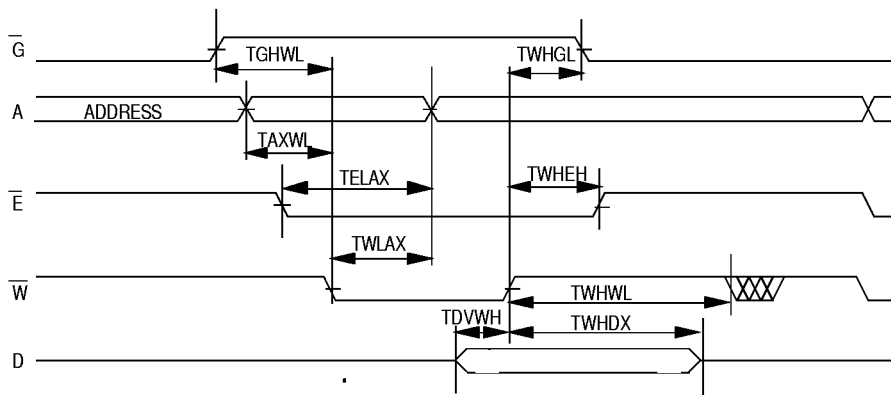 G̅ TGHWL TWHGL
A ADDRESS
TAXWL
TELAX TWHEH
E̅
TWLAX
W̅ TWHWL
TDVWH TWHDX
D